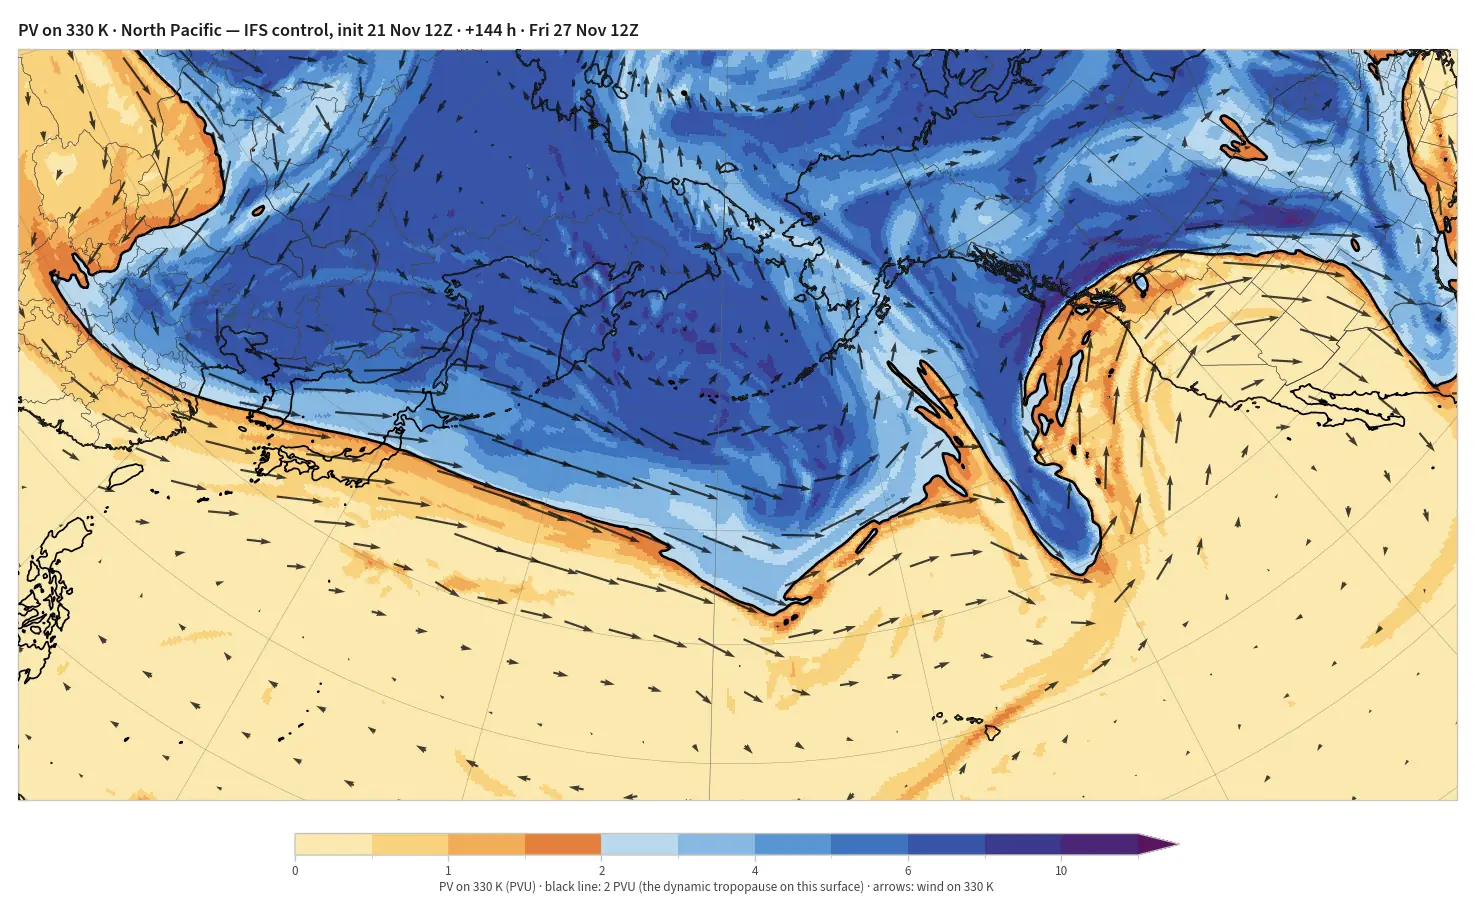 PV on 330 K · North Pacific — IFS control, init 21 Nov 12Z · +144 h · Fri 27 Nov 12Z
0 1 2 4 6 10
PV on 330 K (PVU) · black line: 2 PVU (the dynamic tropopause on this surface) · arrows: wind on 330 K